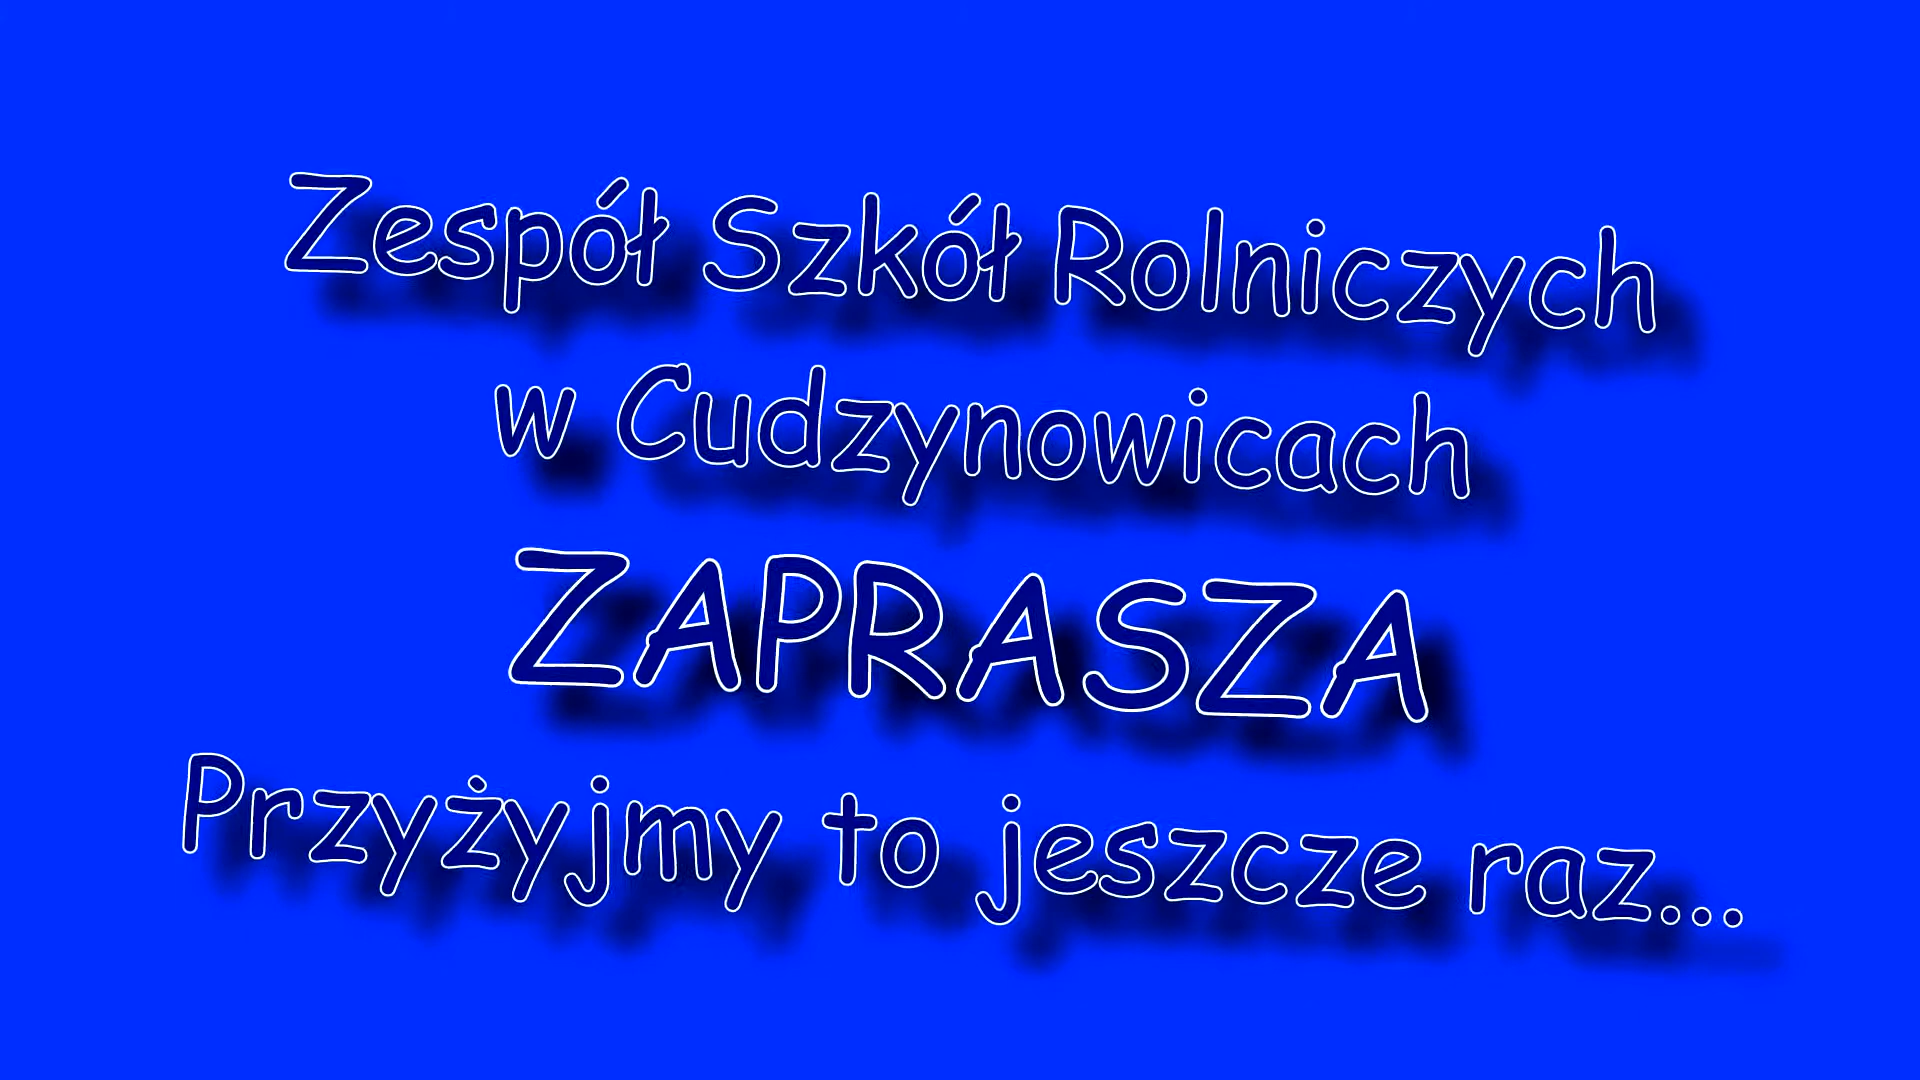 Zespół Szkół Rolniczych
w Cudzynowicach
ZAPRASZA
Przyżyjmy to jeszcze raz...